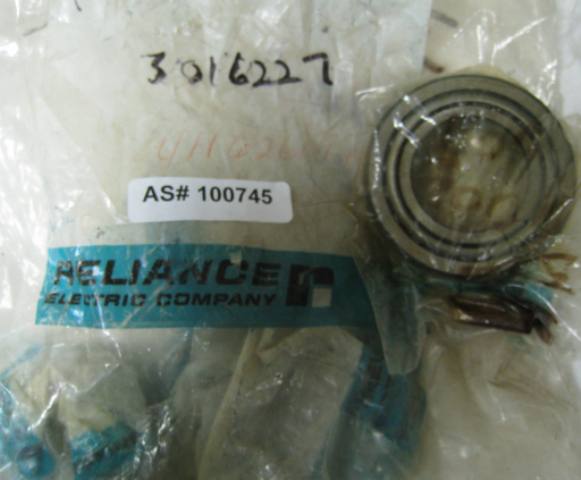 3016227
AS# 100745
RELIANCE
ELECTRIC COMPANY